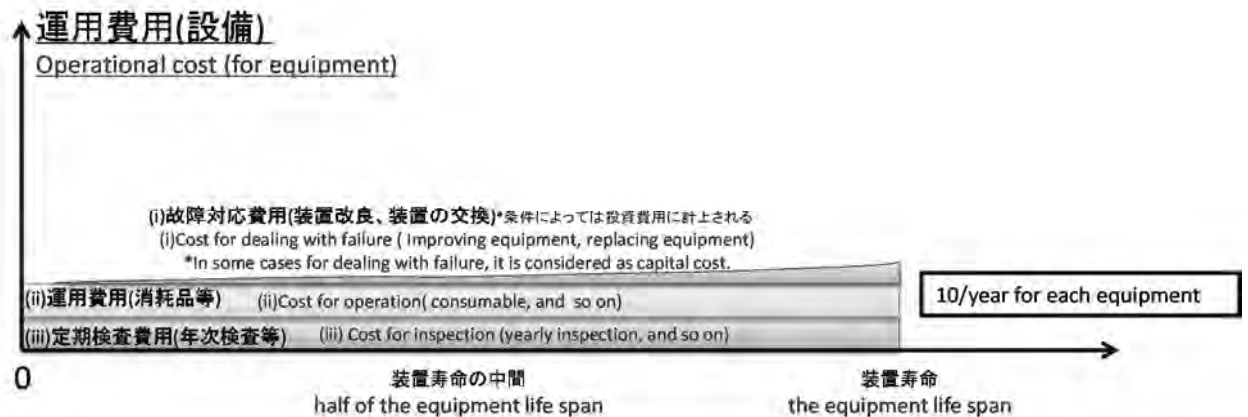 運用費用(設備)
Operational cost (for equipment)
(i)故障対応費用(装置改良、装置の交換)*条件によっては投資費用に計上される
(i)Cost for dealing with failure ( Improving equipment, replacing equipment)
*In some cases for dealing with failure, it is considered as capital cost.
(ii)運用費用(消耗品等) (ii)Cost for operation( consumable, and so on)
10/year for each equipment
(iii)定期検査費用(年次検査等) (iii) Cost for inspection (yearly inspection, and so on)
0
装置寿命の中間
half of the equipment life span
装置寿命
the equipment life span